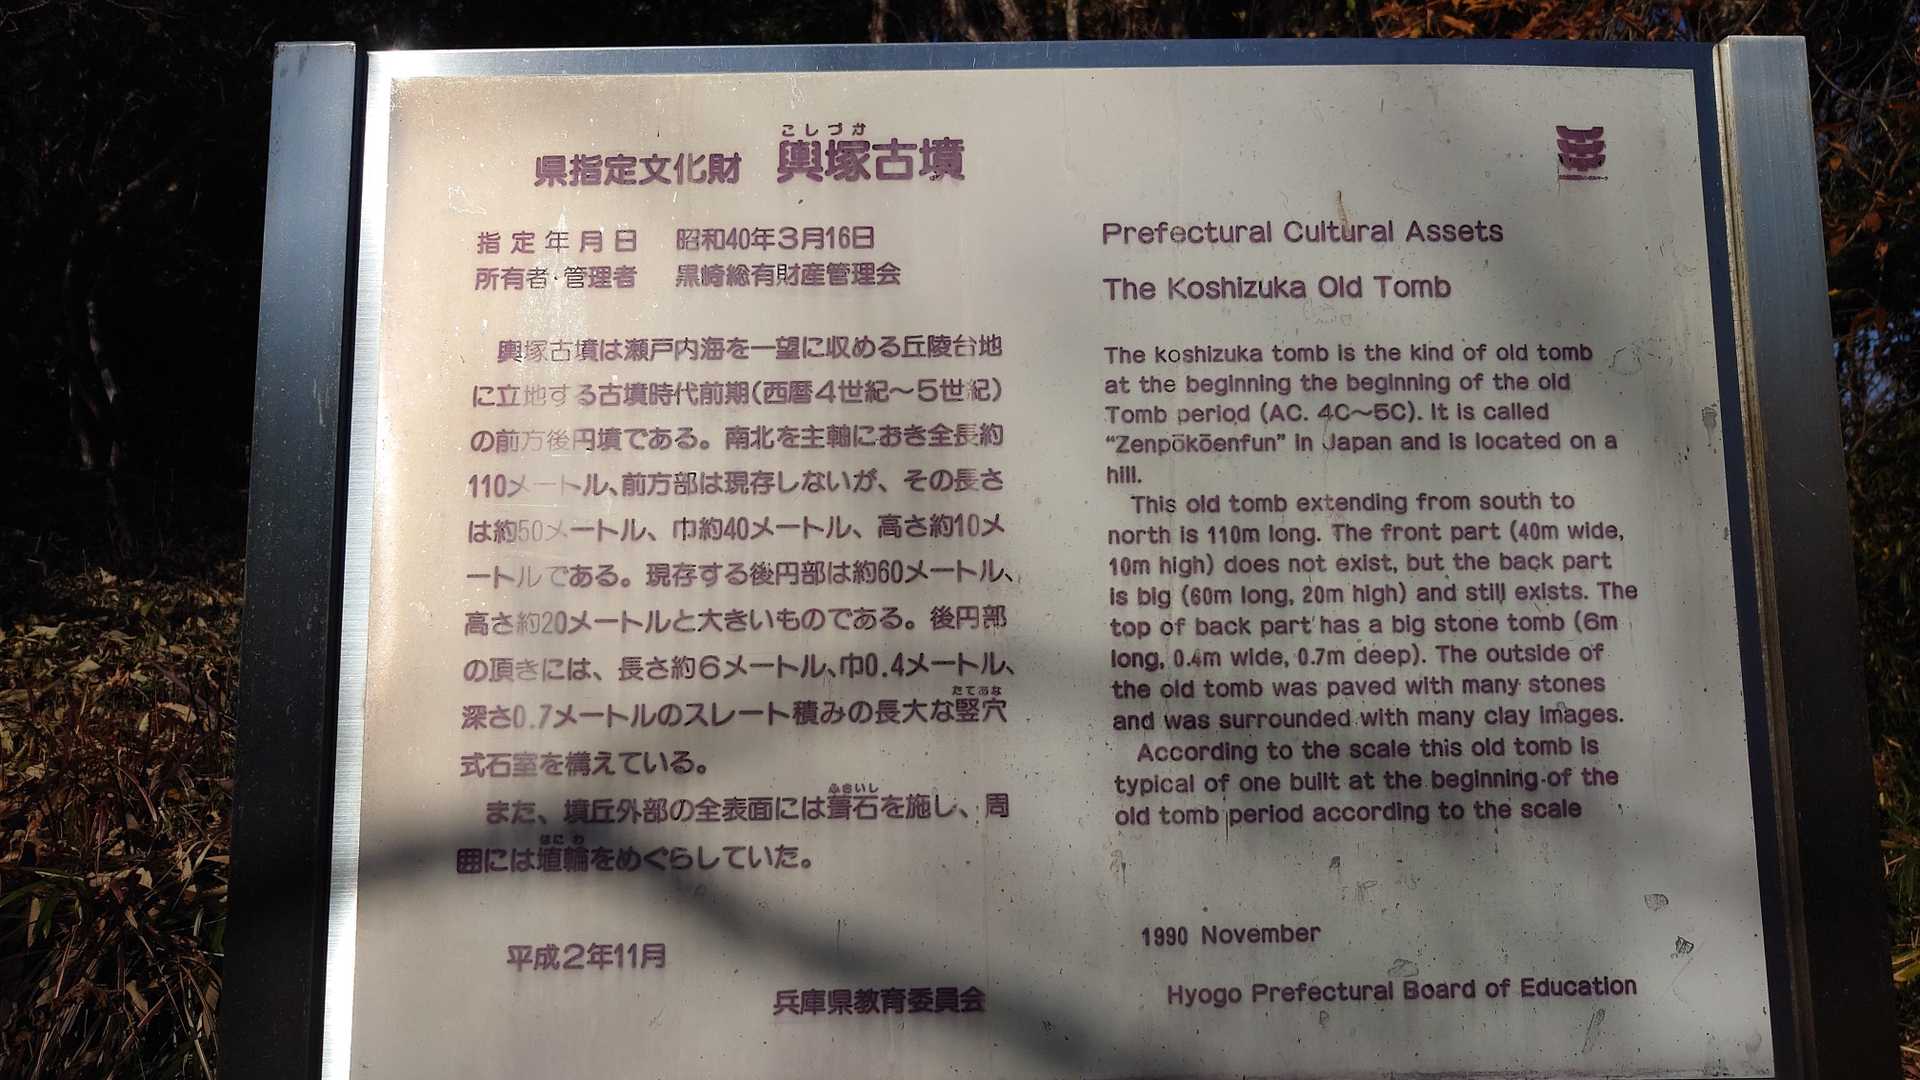 こしづか
県指定文化財 輿塚古墳
指定年月日 昭和40年3月16日
所有者・管理者 黒崎総有財産管理会
輿塚古墳は瀬戸内海を一望に収める丘陵台地
に立地する古墳時代前期(西暦4世紀〜5世紀)
の前方後円墳である。南北を主軸におき全長約
110メートル、前方部は現存しないが、その長さ
は約50メートル、巾約40メートル、高さ約10メ
ートルである。現存する後円部は約60メートル、
高さ約20メートルと大きいものである。後円部
の頂きには、長さ約6メートル、巾0.4メートル、
たてあな
深さ0.7メートルのスレート積みの長大な竪穴
式石室を構えている。
ふきいし
また、墳丘外部の全表面には葺石を施し、周
はにわ
囲には埴輪をめぐらしていた。
平成2年11月
兵庫県教育委員会
Prefectural Cultural Assets
The Koshizuka Old Tomb
The koshizuka tomb is the kind of old tomb
at the beginning the beginning of the old
Tomb period (AC. 4C〜5C). It is called
“Zenpōkōenfun” in Japan and is located on a
hill.
This old tomb extending from south to
north is 110m long. The front part (40m wide,
10m high) does not exist, but the back part
is big (60m long, 20m high) and still exists. The
top of back part has a big stone tomb (6m
long, 0.4m wide, 0.7m deep). The outside of
the old tomb was paved with many stones
and was surrounded with many clay images.
According to the scale this old tomb is
typical of one built at the beginning of the
old tomb period according to the scale
1990 November
Hyogo Prefectural Board of Education